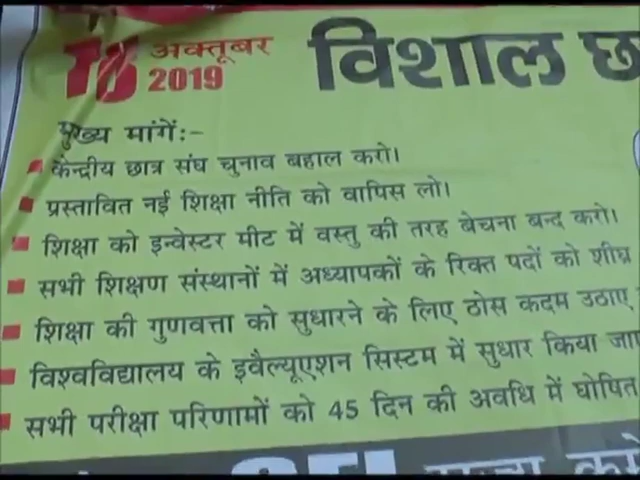 18 अक्तूबर 2019
विशाल
मुख्य मांगें:-
केन्द्रीय छात्र संघ चुनाव बहाल करो।
प्रस्तावित नई शिक्षा नीति को वापिस लो।
शिक्षा को इन्वेस्टर मीट में वस्तु की तरह बेचना बन्द करो।
सभी शिक्षण संस्थानों में अध्यापकों के रिक्त पदों को शीघ्र
शिक्षा की गुणवत्ता को सुधारने के लिए ठोस कदम उठाए
विश्वविद्यालय के इवैल्यूएशन सिस्टम में सुधार किया जाए
सभी परीक्षा परिणामों को 45 दिन की अवधि में घोषित